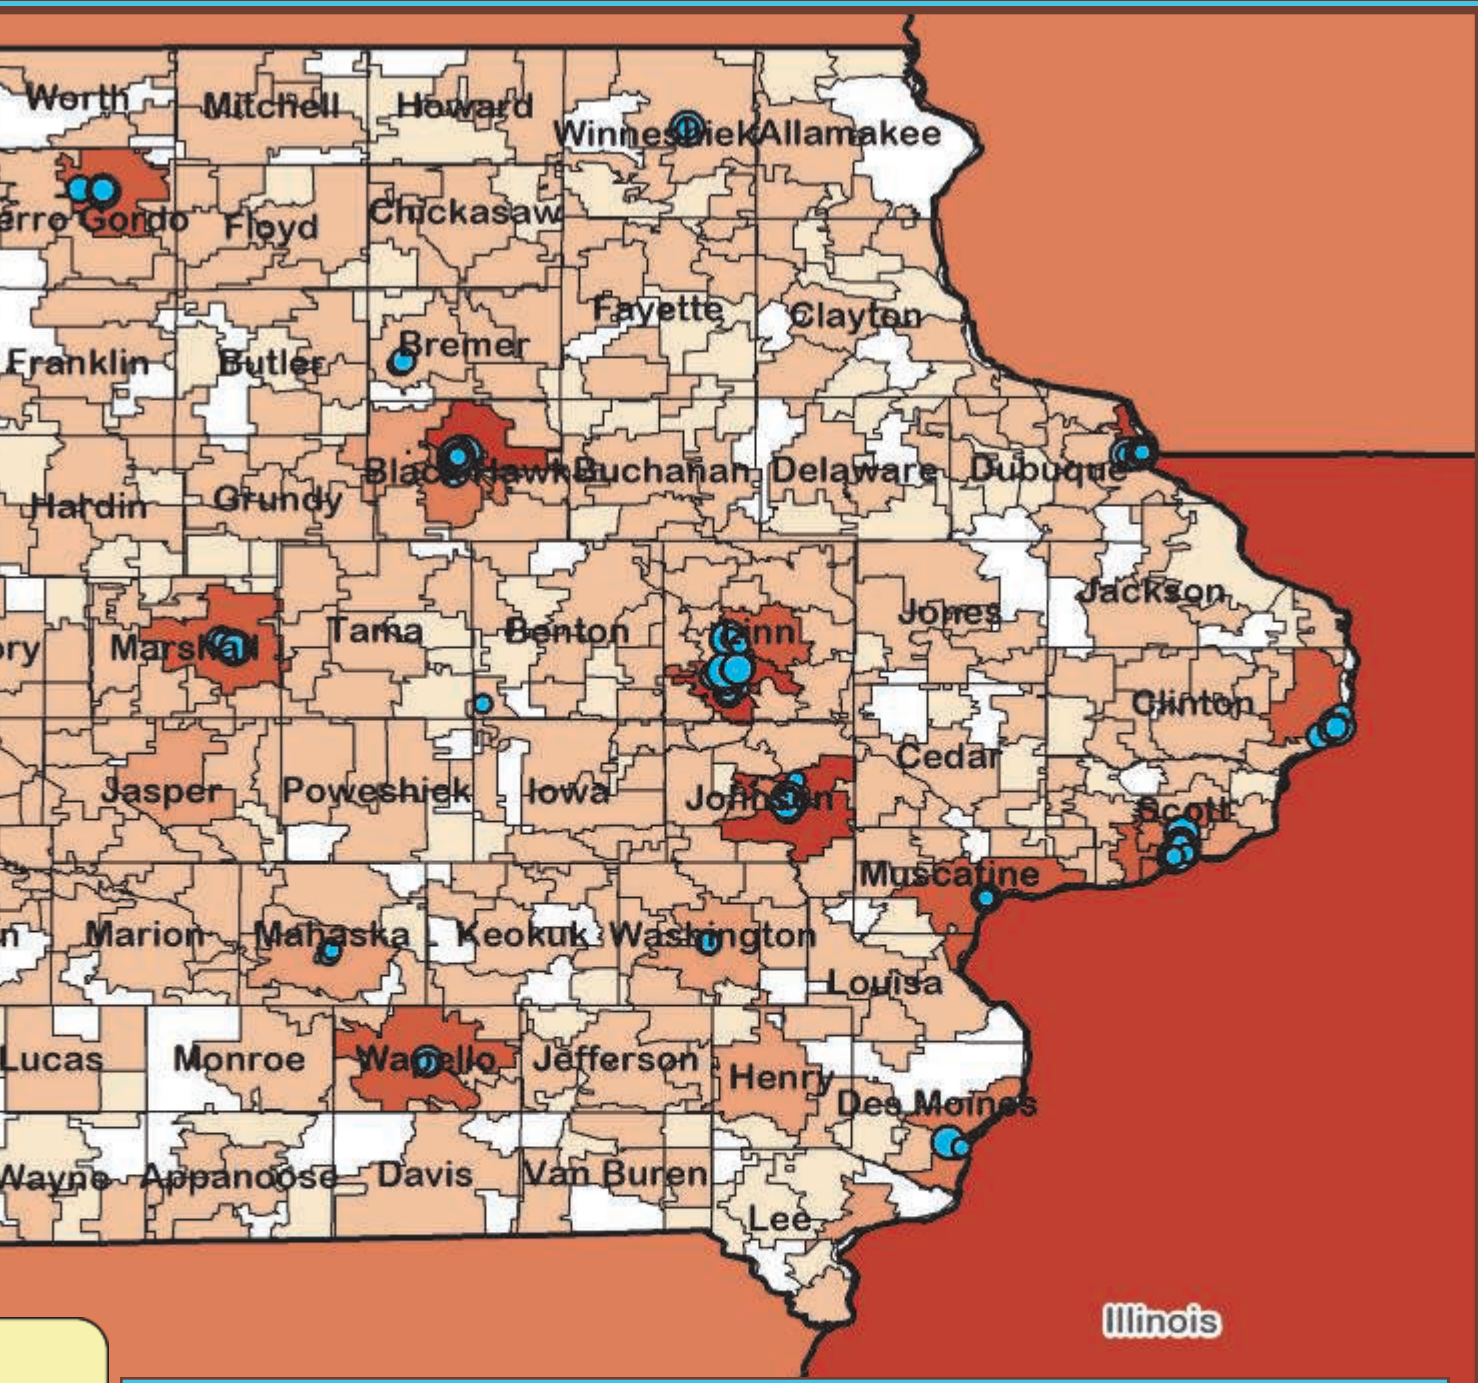 Worth
Mitchell
Howard
Winneshiek
Allamakee
erro Gordo
Floyd
Chickasaw
Fayette
Clayton
Franklin
Butler
Bremer
Hardin
Grundy
Black Hawk
Buchanan
Delaware
Dubuque
ory
Marshall
Tama
Benton
Linn
Jones
Jackson
Jasper
Poweshiek
Iowa
Johnson
Cedar
Clinton
Scott
Muscatine
n
Marion
Mahaska
Keokuk
Washington
Louisa
Lucas
Monroe
Wapello
Jefferson
Henry
Des Moines
Wayne
Appanoose
Davis
Van Buren
Lee
Illinois